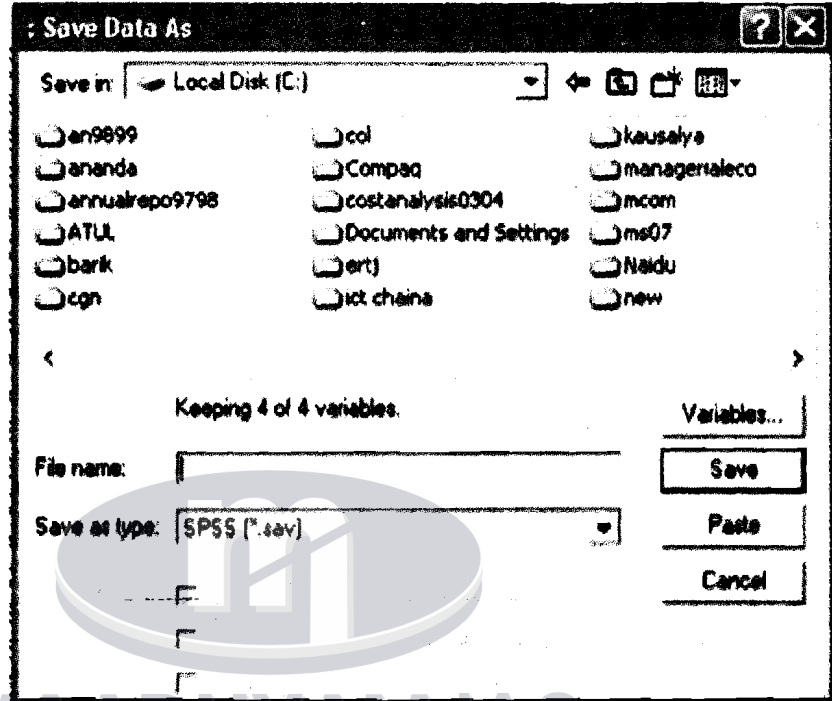 : Save Data As
Save in: Local Disk (C:)
an9899
ananda
annualrepo9798
ATUL
barik
cgn
col
Compaq
costanalysis0304
Documents and Settings
ertj
ict chaina
kausalya
managerialeco
mcom
ms07
Naidu
new
Keeping 4 of 4 variables.
Variables...
File name:
Save
Save as type: SPSS (*.sav)
Paste
Cancel